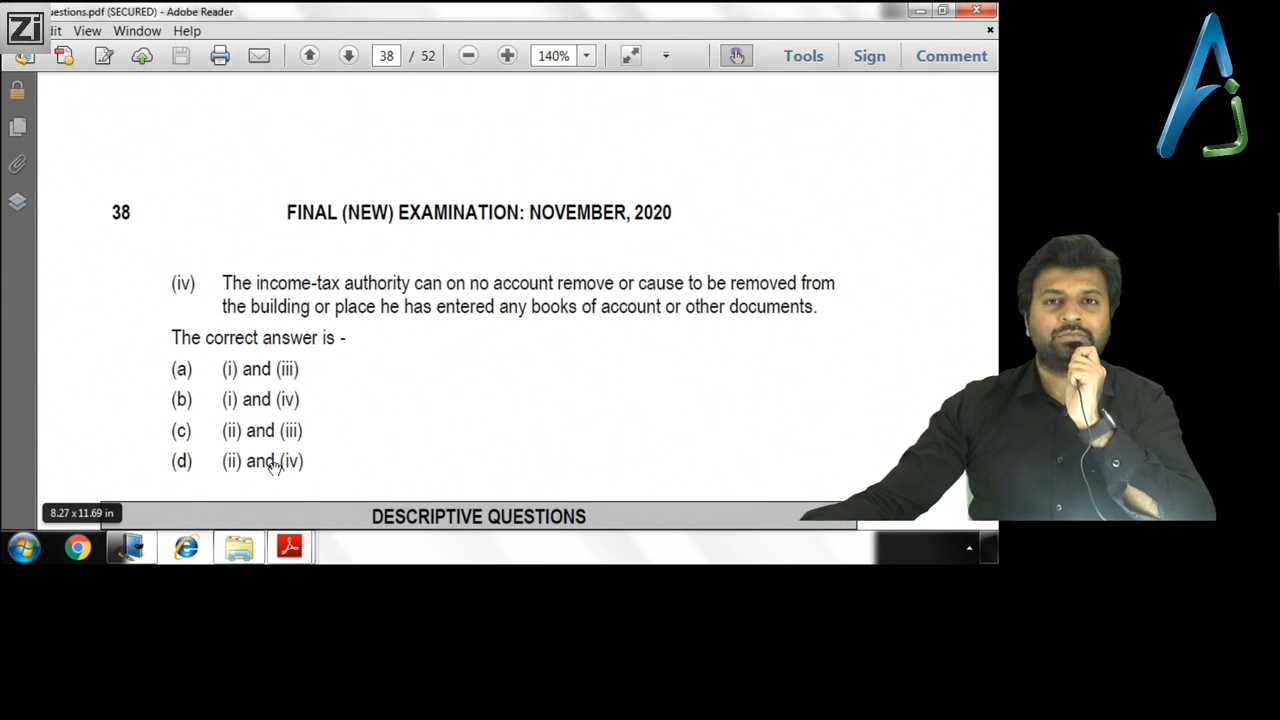 Zi
uestions.pdf (SECURED) - Adobe Reader
dit View Window Help
38 / 52 140% Tools Sign Comment
38 FINAL (NEW) EXAMINATION: NOVEMBER, 2020
(iv) The income-tax authority can on no account remove or cause to be removed from
the building or place he has entered any books of account or other documents.
The correct answer is -
(a) (i) and (iii)
(b) (i) and (iv)
(c) (ii) and (iii)
(d) (ii) and (iv)
8.27 x 11.69 in
DESCRIPTIVE QUESTIONS